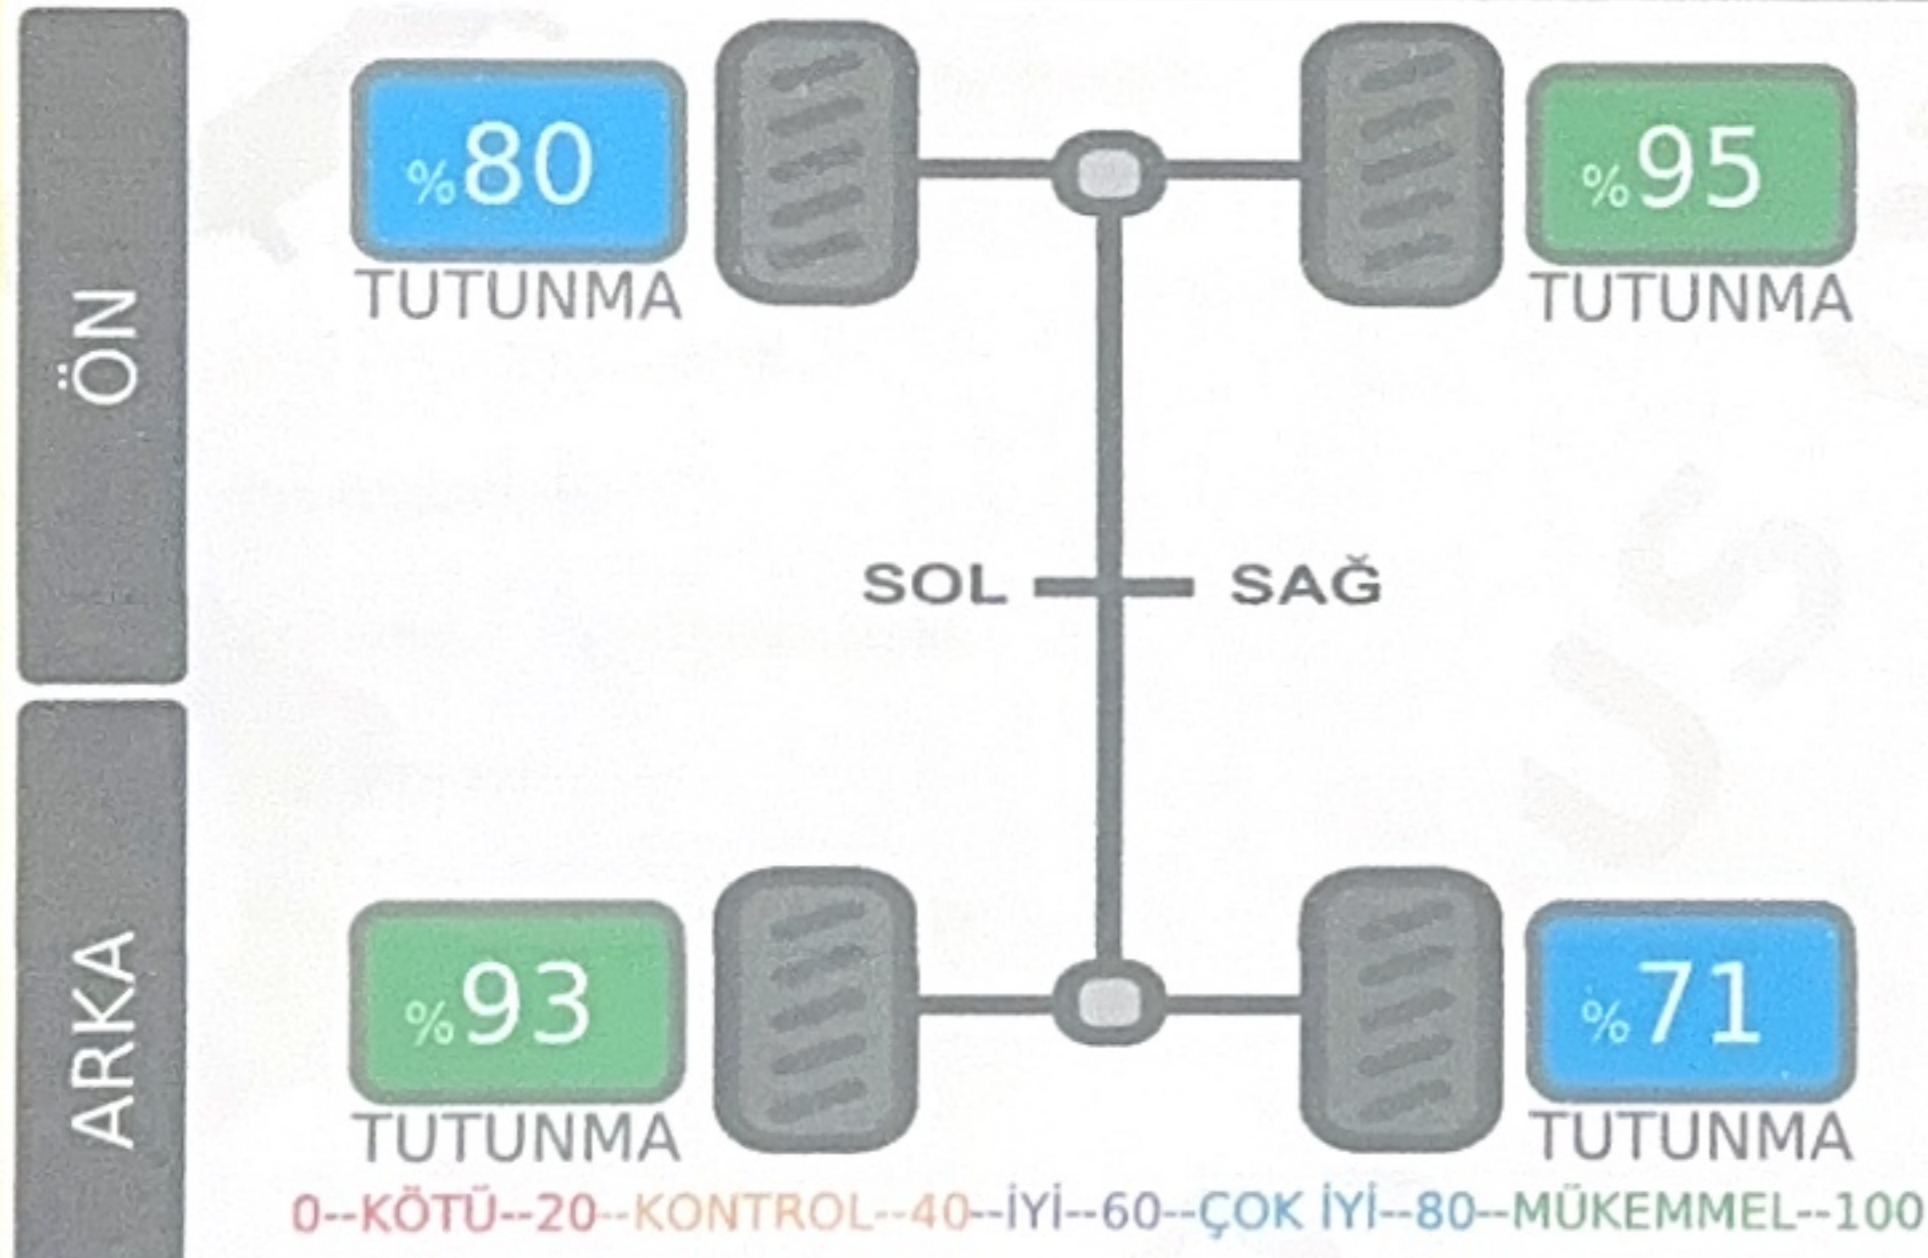 ÖN
%80
%95
TUTUNMA
TUTUNMA
SOL
SAĞ
ARKA
%93
%71
TUTUNMA
TUTUNMA
0--KÖTÜ--20--KONTROL--40--İYİ--60--ÇOK İYİ--80--MÜKEMMEL--100